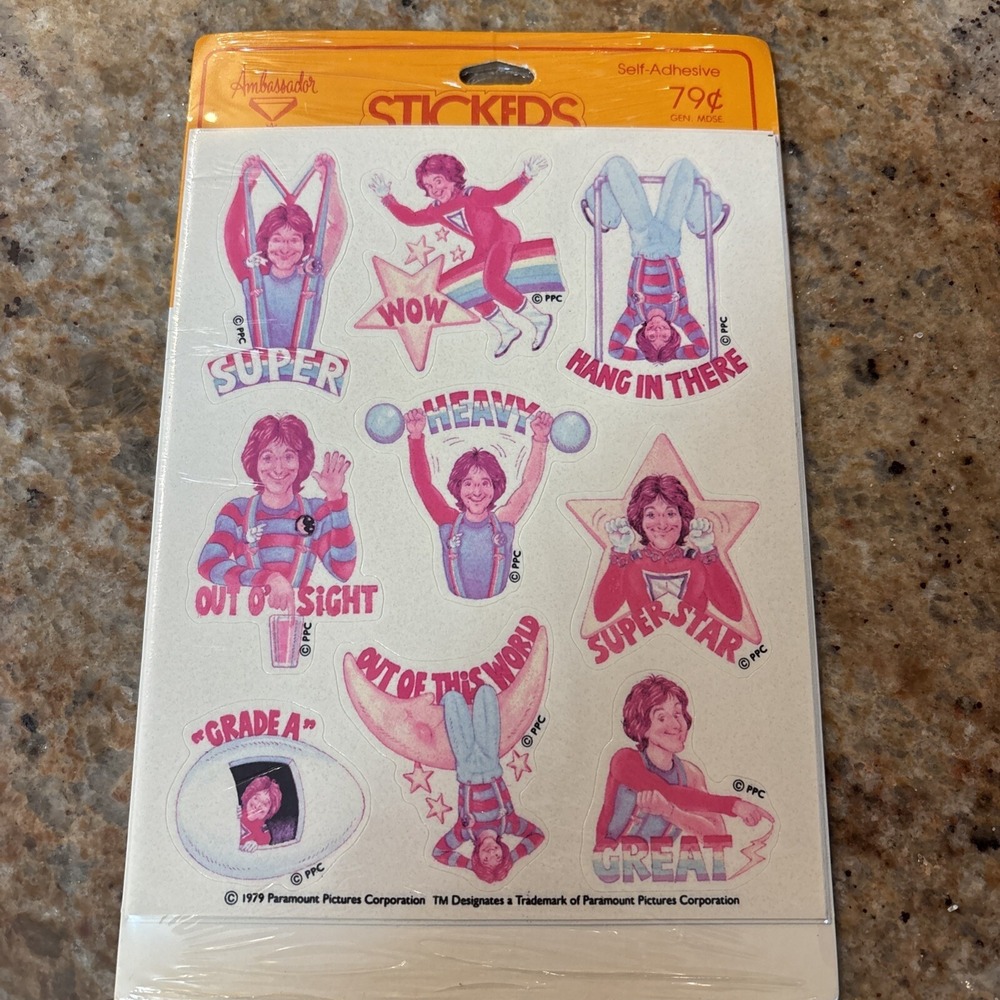 Ambassador
Self-Adhesive
STICKERS
79¢
GEN. MDSE.
© PPC
SUPER
WOW
© PPC
© PPC
HANG IN THERE
HEAVY
© PPC
OUT O' SIGHT
© PPC
SUPER STAR
© PPC
"GRADE A"
© PPC
OUT OF THIS WORLD
© PPC
© PPC
GREAT
© 1979 Paramount Pictures Corporation TM Designates a Trademark of Paramount Pictures Corporation